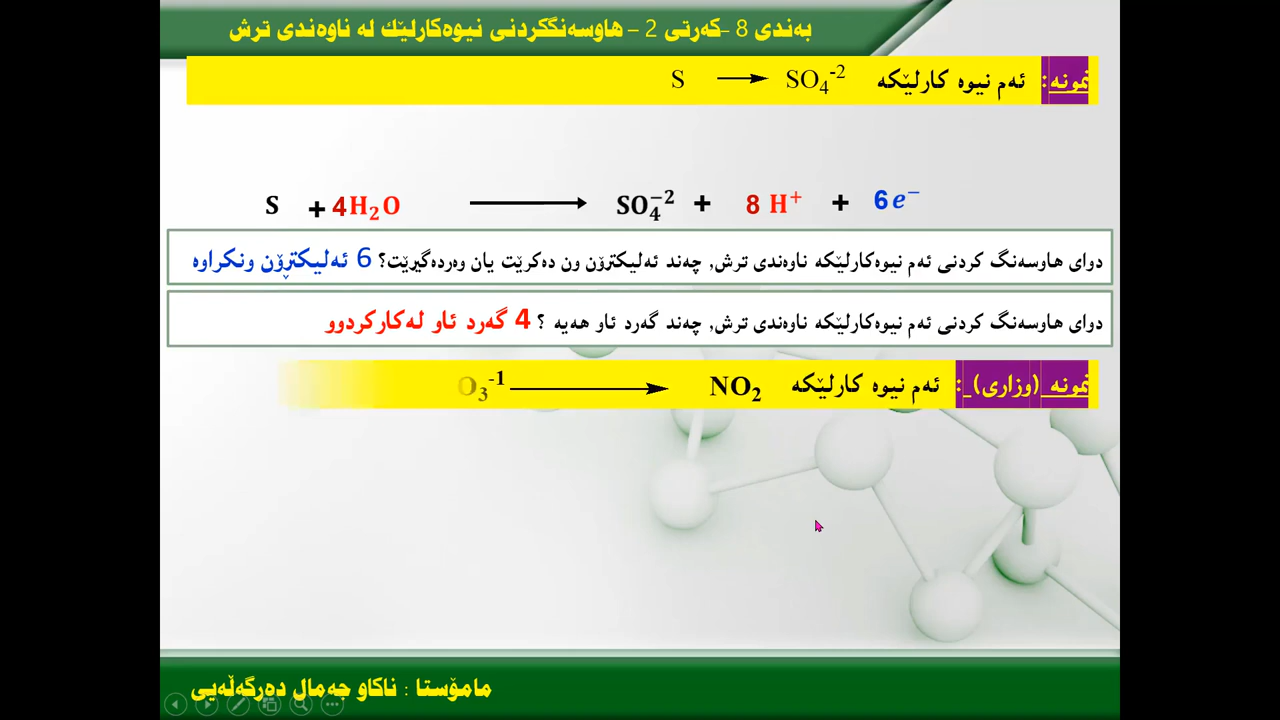 بەندی 8 –کەرتی 2 – هاوسەنگکردنی نیوەکارلێك لە ناوەندی ترش
نمونە: ئەم نیوە کارلێکە S → SO₄⁻²
S + 4H₂O → SO₄⁻² + 8 H⁺ + 6 e⁻
دوای هاوسەنگ کردنی ئەم نیوەکارلێکە ناوەندی ترش, چەند ئەلیکترۆن ون دەکرێت یان وەردەگیرێت؟ 6 ئەلیکتڕۆن ونکراوە
دوای هاوسەنگ کردنی ئەم نیوەکارلێکە ناوەندی ترش, چەند گەرد ئاو هەیە ؟ 4 گەرد ئاو لەکارکردوو
نمونە (وزاری) : ئەم نیوە کارلێکە O₃⁻¹ → NO₂
مامۆستا : ناکاو جەمال دەرگەڵەیی